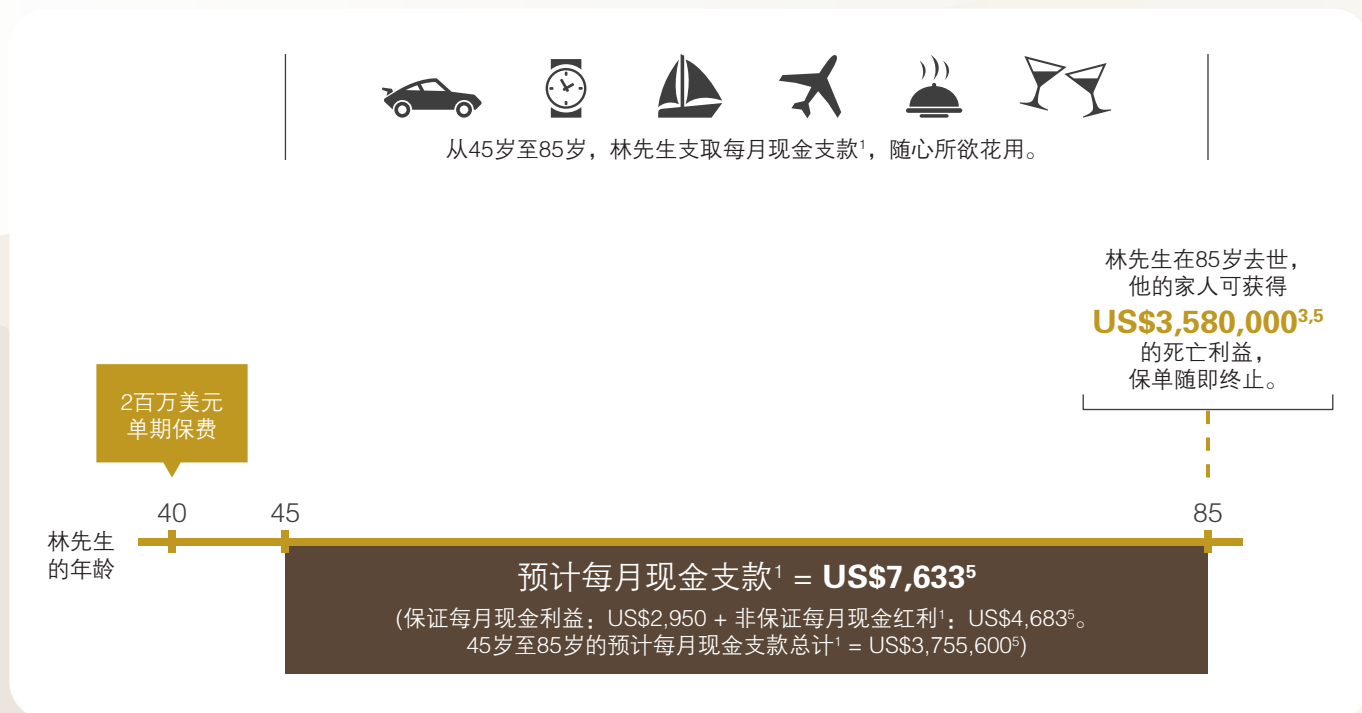 从45岁至85岁，林先生支取每月现金支款¹，随心所欲花用。
林先生在85岁去世，
他的家人可获得
US$3,580,000³,⁵
的死亡利益，
保单随即终止。
2百万美元
单期保费
40
45
85
林先生
的年龄
预计每月现金支款¹ = US$7,633⁵
(保证每月现金利益：US$2,950 + 非保证每月现金红利¹：US$4,683⁵。
45岁至85岁的预计每月现金支款总计¹ = US$3,755,600⁵)